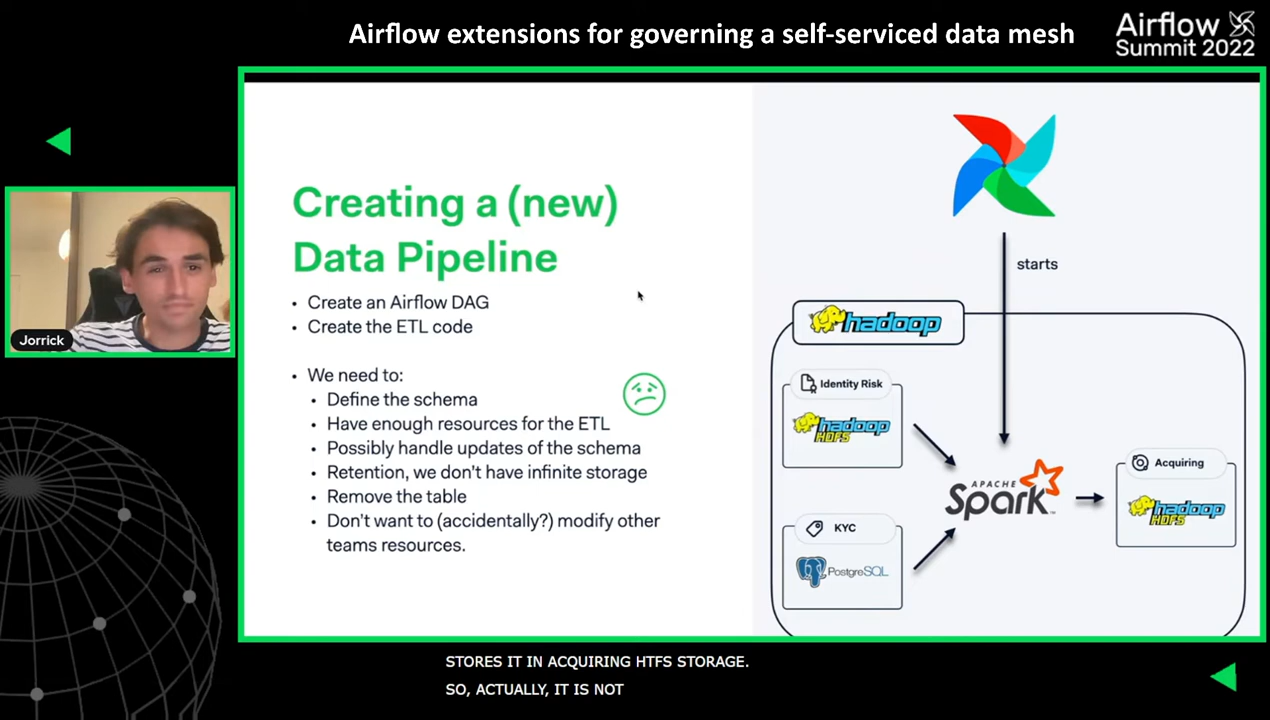 Airflow extensions for governing a self-serviced data mesh
Airflow
Summit 2022
Jorrick
Creating a (new)
Data Pipeline
• Create an Airflow DAG
• Create the ETL code
• We need to:
• Define the schema
• Have enough resources for the ETL
• Possibly handle updates of the schema
• Retention, we don't have infinite storage
• Remove the table
• Don't want to (accidentally?) modify other
teams resources.
starts
hadoop
Identity Risk
hadoop
HDFS
KYC
PostgreSQL
APACHE
Spark™
Acquiring
hadoop
HDFS
STORES IT IN ACQUIRING HTFS STORAGE.
SO, ACTUALLY, IT IS NOT